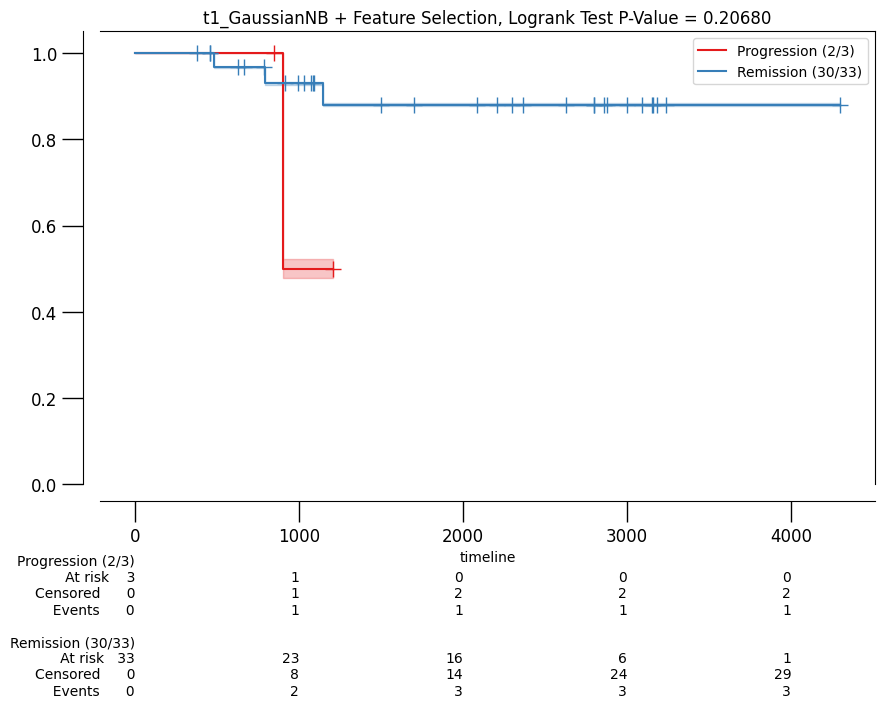 t1_GaussianNB + Feature Selection, Logrank Test P-Value = 0.20680
Progression (2/3)
Remission (30/33)
1.0
0.8
0.6
0.4
0.2
0.0
0 1000 2000 3000 4000
timeline
Progression (2/3)
At risk 3 1 0 0 0
Censored 0 1 2 2 2
Events 0 1 1 1 1
Remission (30/33)
At risk 33 23 16 6 1
Censored 0 8 14 24 29
Events 0 2 3 3 3